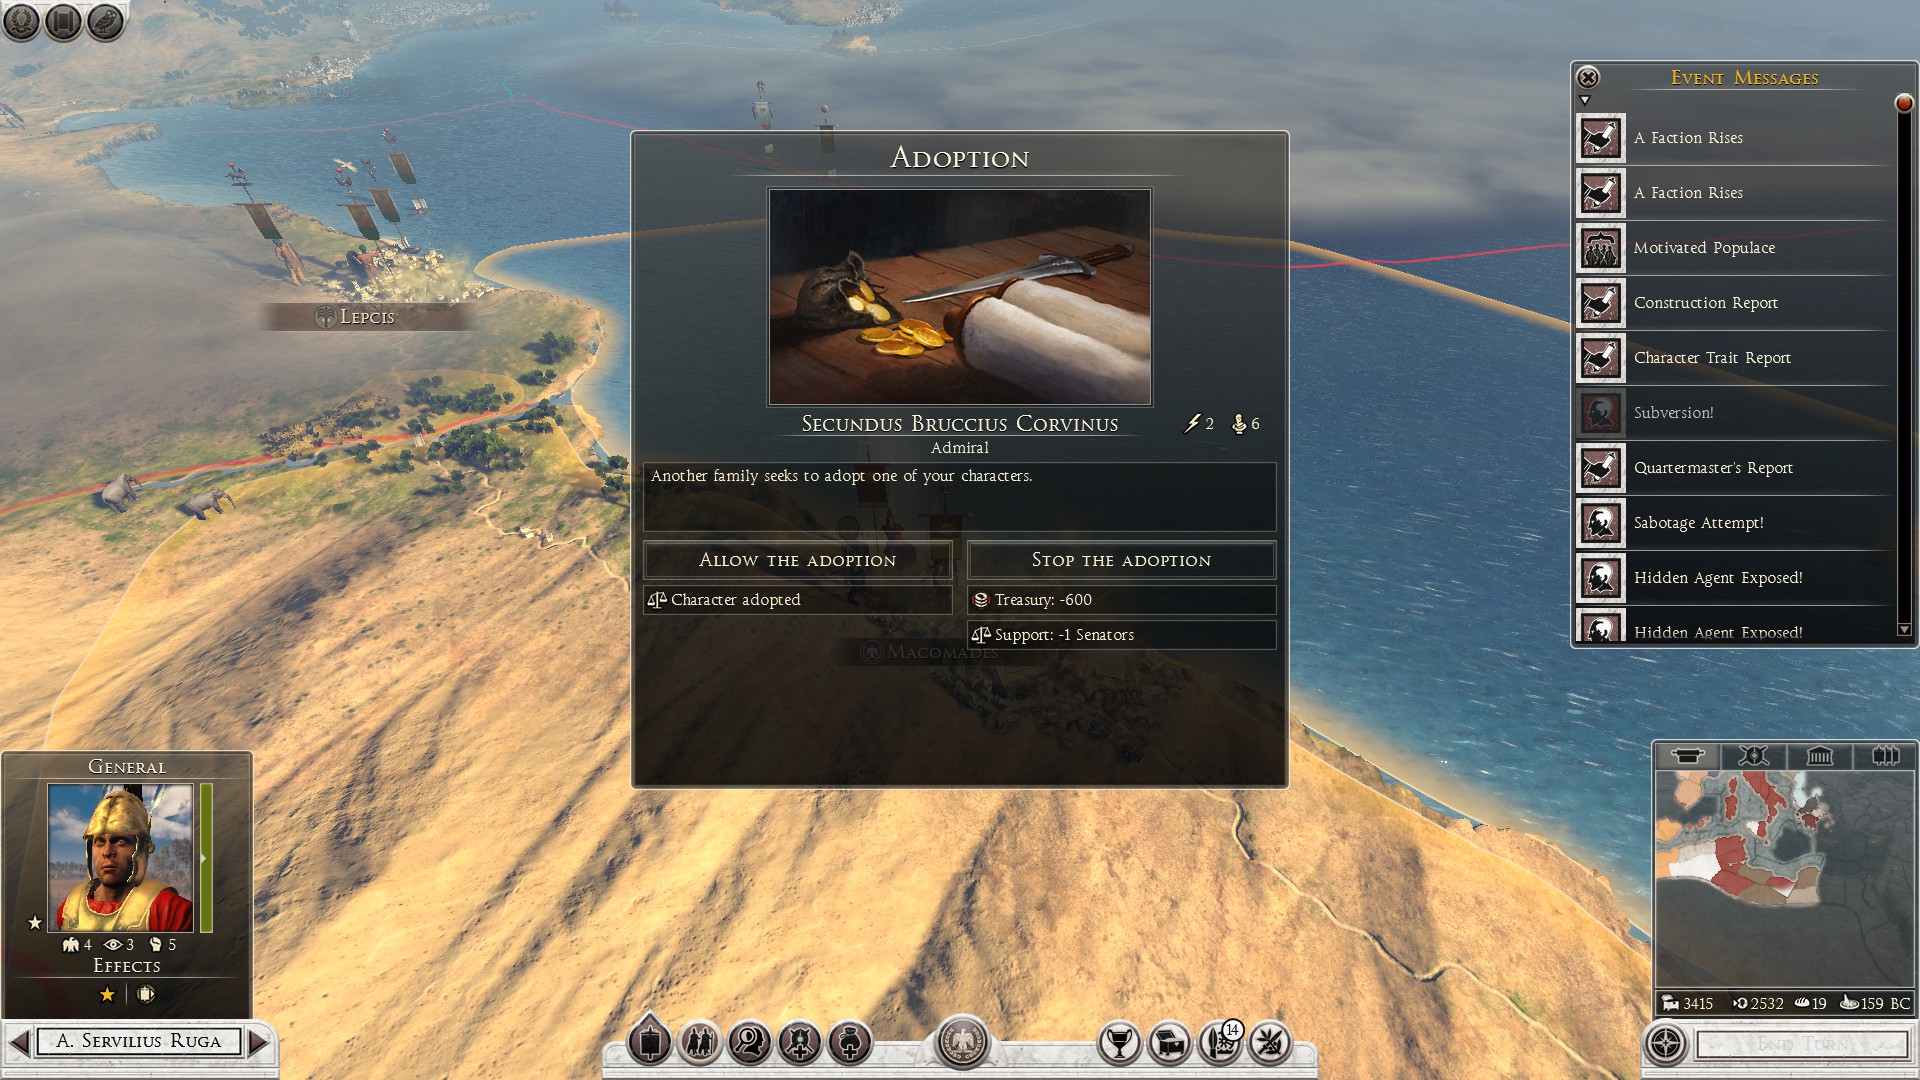 Adoption
Secundus Bruccius Corvinus
2
6
Admiral
Another family seeks to adopt one of your characters.
Allow the adoption
Stop the adoption
Character adopted
Treasury: -600
Support: -1 Senators
Lepcis
Macomades
Event Messages
A Faction Rises
A Faction Rises
Motivated Populace
Construction Report
Character Trait Report
Subversion!
Quartermaster's Report
Sabotage Attempt!
Hidden Agent Exposed!
Hidden Agent Exposed!
General
4
3
5
Effects
A. Servilius Ruga
14
3415
2532
19
159 BC
End Turn